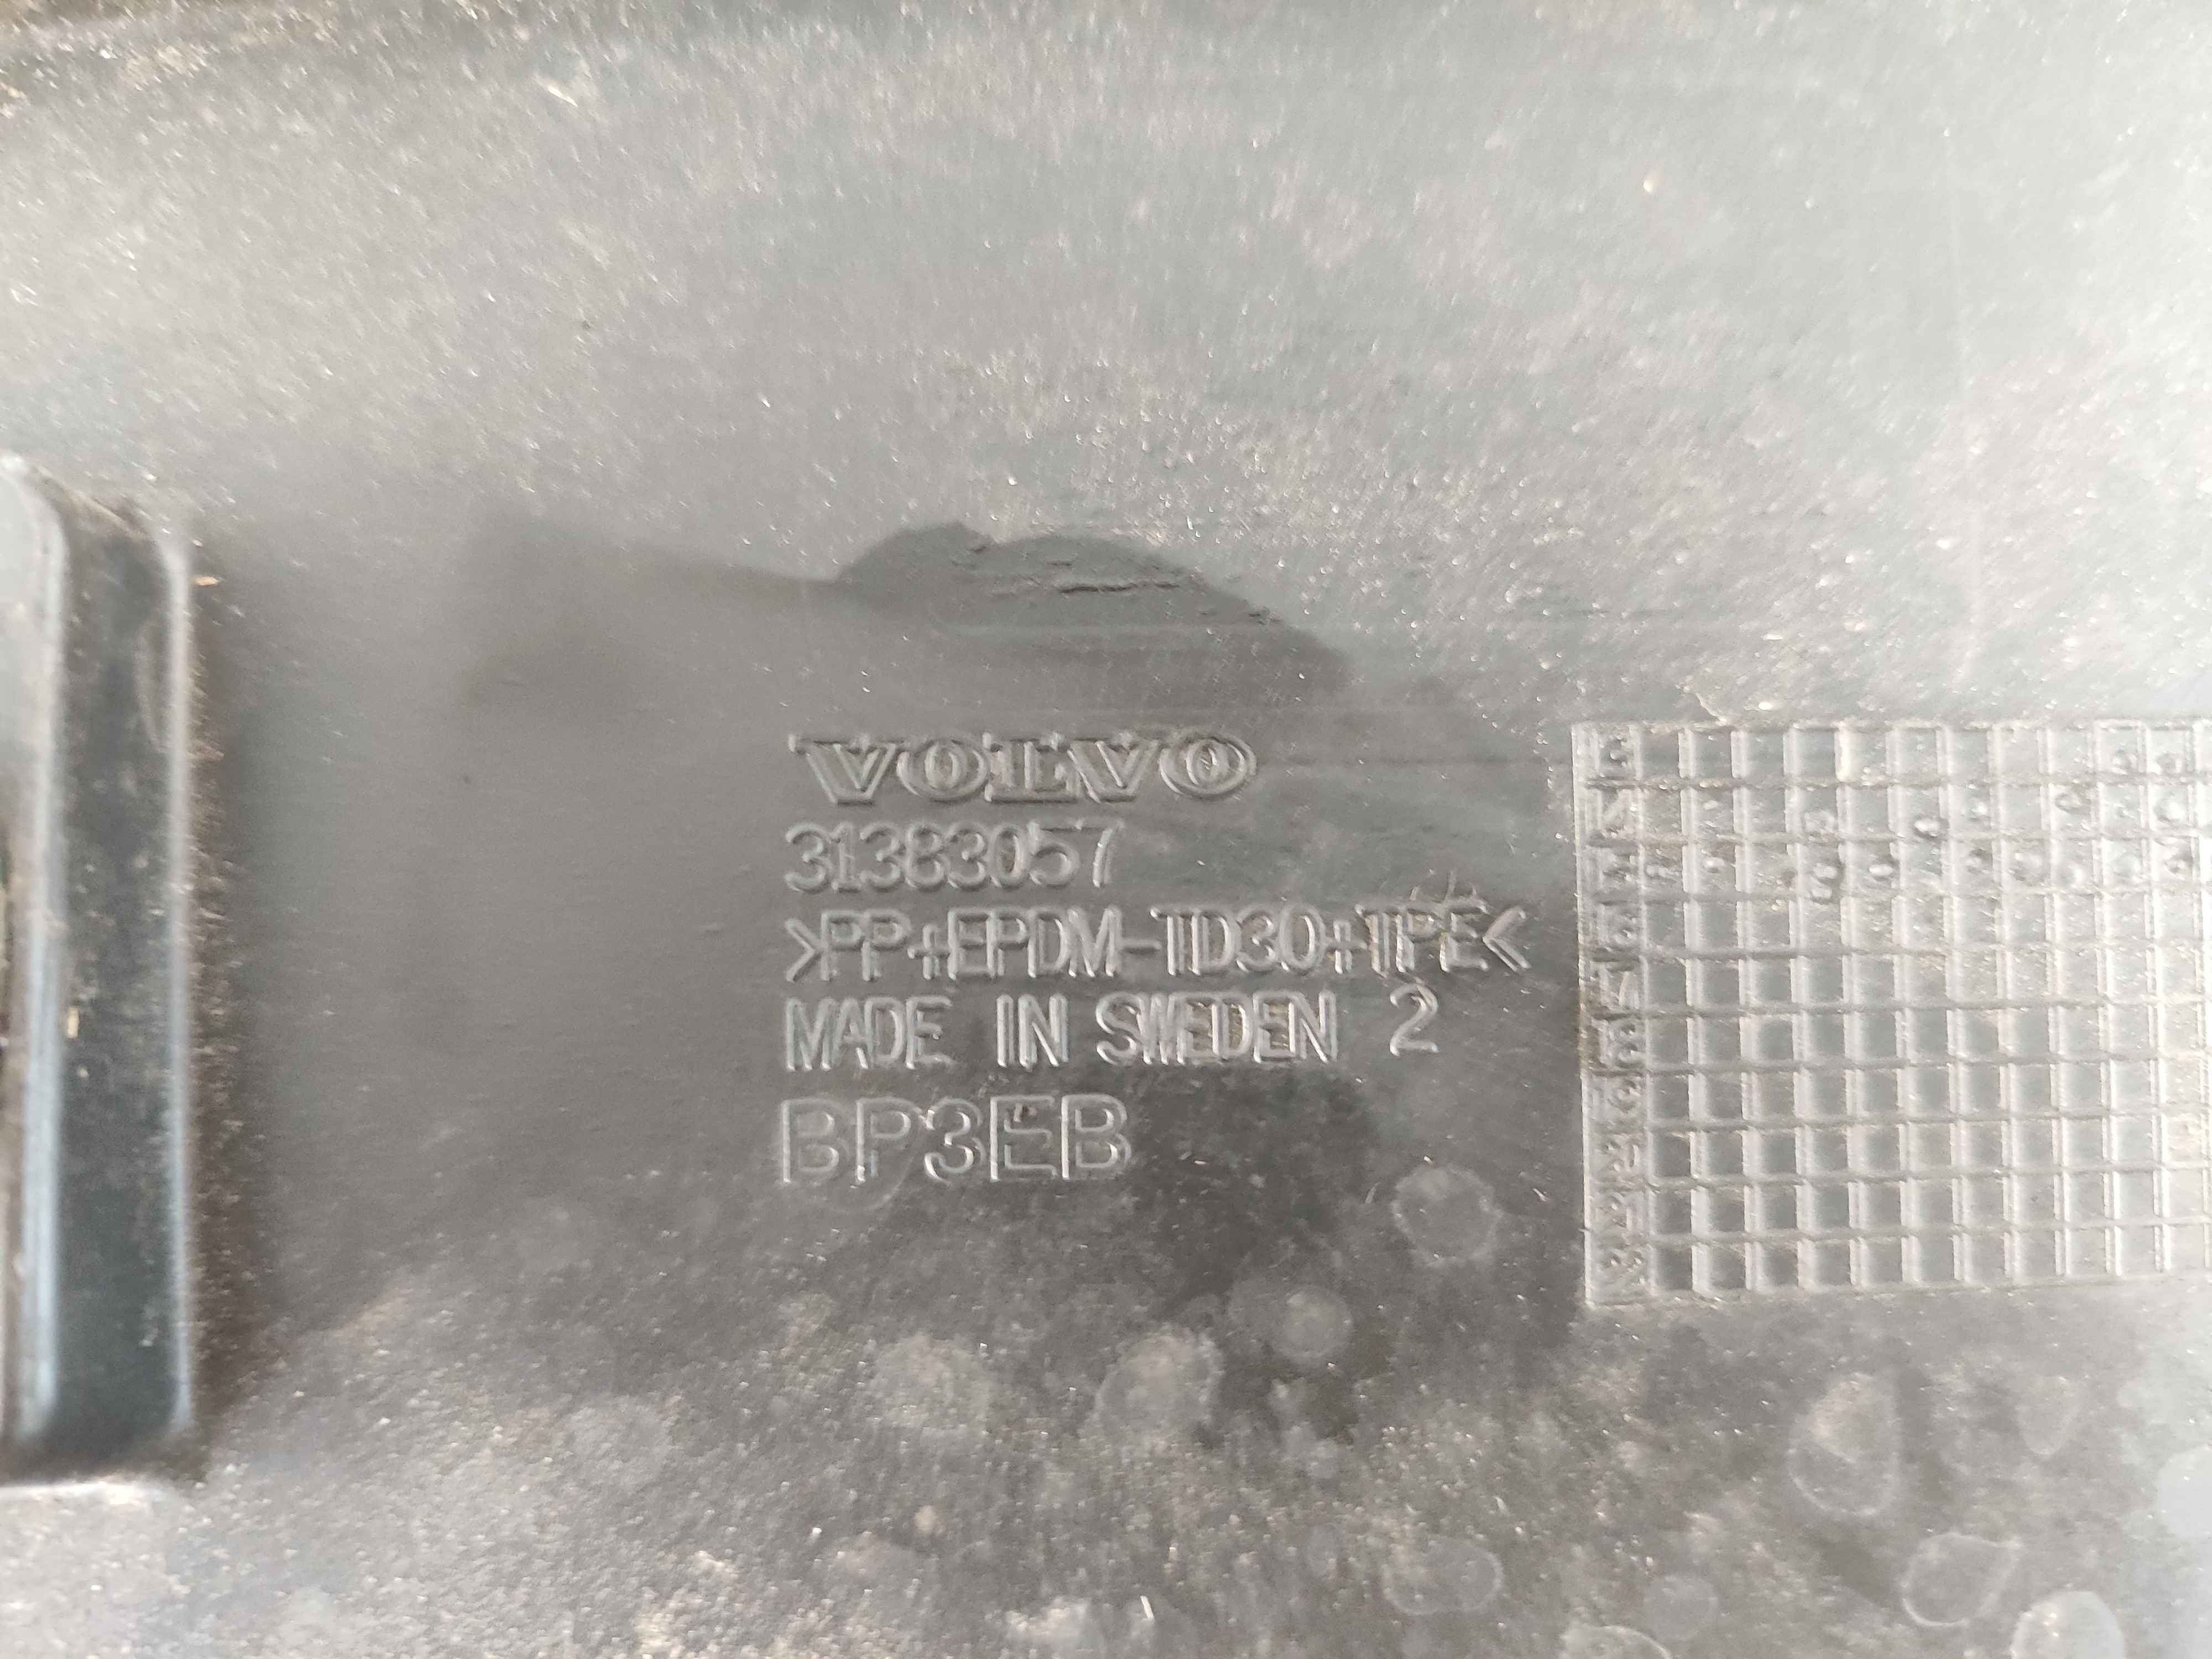 VOLVO
31383057
>PP+EPDM-TD30+TPE<
MADE IN SWEDEN 2
BP3EB